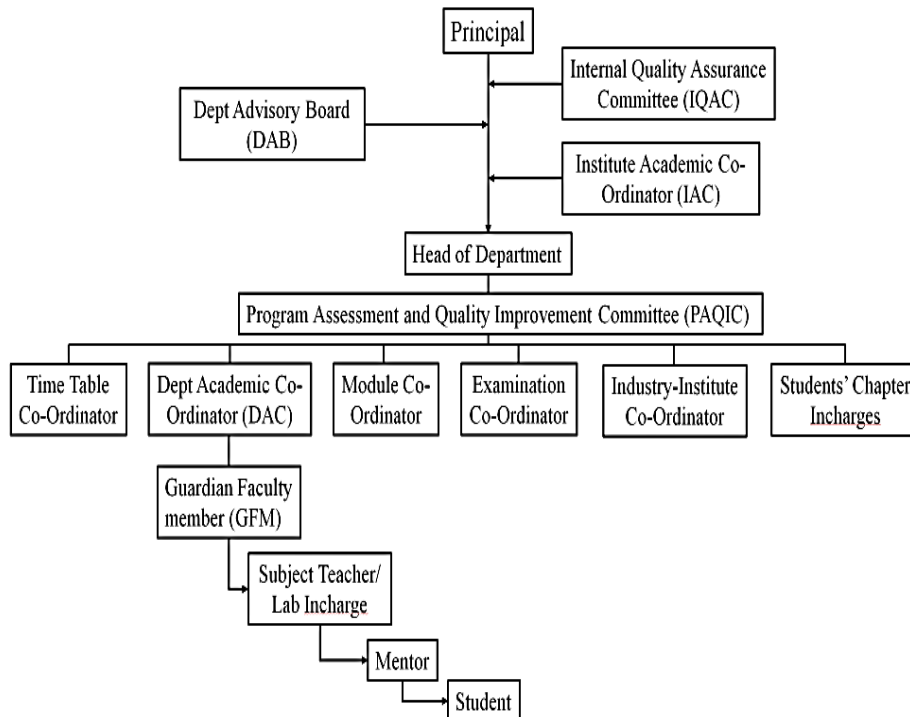 Principal
Internal Quality Assurance
Committee (IQAC)
Dept Advisory Board
(DAB)
Institute Academic Co-
Ordinator (IAC)
Head of Department
Program Assessment and Quality Improvement Committee (PAQIC)
Time Table
Co-Ordinator
Dept Academic Co-
Ordinator (DAC)
Module Co-
Ordinator
Examination
Co-Ordinator
Industry-Institute
Co-Ordinator
Students’ Chapter
Incharges
Guardian Faculty
member (GFM)
Subject Teacher/
Lab Incharge
Mentor
Student